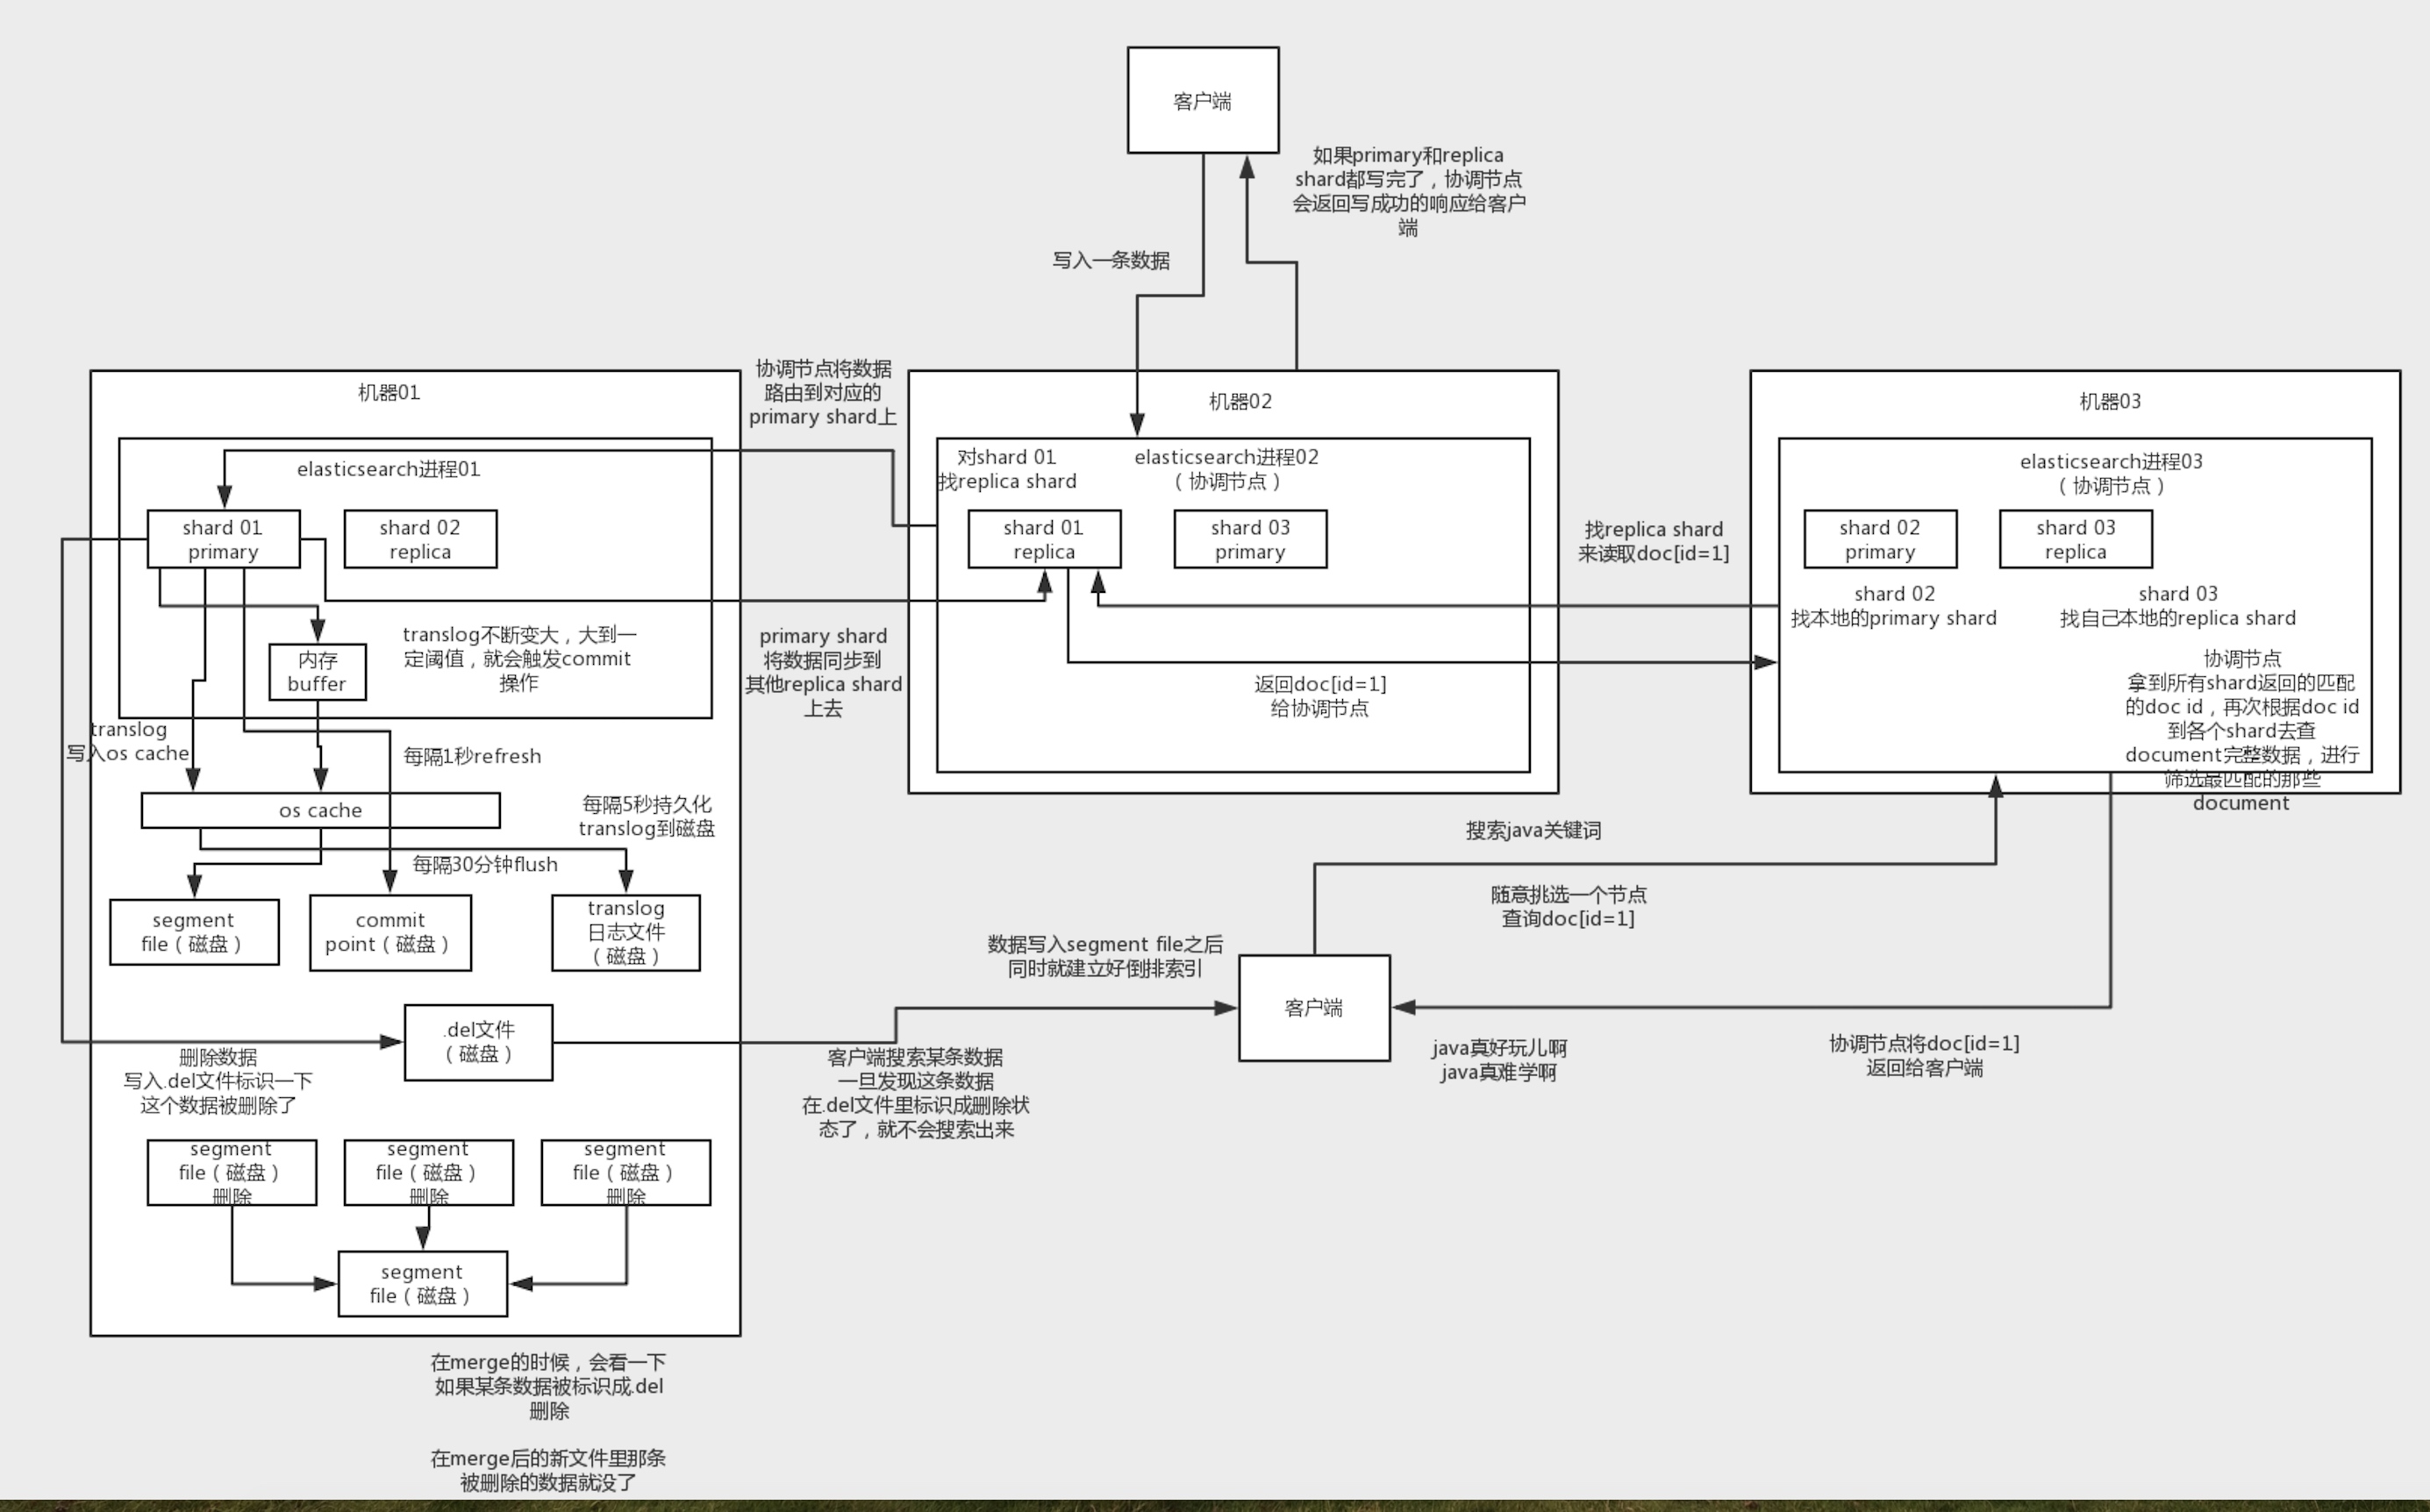 客户端
如果primary和replica
shard都写完了，协调节点
会返回写成功的响应给客户
端
写入一条数据
协调节点将数据
路由到对应的
primary shard上
机器01
elasticsearch进程01
shard 01
primary
shard 02
replica
内存
buffer
translog不断变大，大到一
定阈值，就会触发commit
操作
translog
写入os cache
每隔1秒refresh
os cache
每隔5秒持久化
translog到磁盘
每隔30分钟flush
segment
file（磁盘）
commit
point（磁盘）
translog
日志文件
（磁盘）
.del文件
（磁盘）
删除数据
写入.del文件标识一下
这个数据被删除了
segment
file（磁盘）
删除
segment
file（磁盘）
删除
segment
file（磁盘）
删除
segment
file（磁盘）
在merge的时候，会看一下
如果某条数据被标识成.del
删除
在merge后的新文件里那条
被删除的数据就没了
primary shard
将数据同步到
其他replica shard
上去
机器02
对shard 01
找replica shard
elasticsearch进程02
（协调节点）
shard 01
replica
shard 03
primary
返回doc[id=1]
给协调节点
找replica shard
来读取doc[id=1]
机器03
elasticsearch进程03
（协调节点）
shard 02
primary
shard 03
replica
shard 02
找本地的primary shard
shard 03
找自己本地的replica shard
协调节点
拿到所有shard返回的匹配
的doc id，再次根据doc id
到各个shard去查
document完整数据，进行
筛选最匹配的那些
document
搜索java关键词
随意挑选一个节点
查询doc[id=1]
数据写入segment file之后
同时就建立好倒排索引
客户端
客户端搜索某条数据
一旦发现这条数据
在.del文件里标识成删除状
态了，就不会搜索出来
java真好玩儿啊
java真难学啊
协调节点将doc[id=1]
返回给客户端